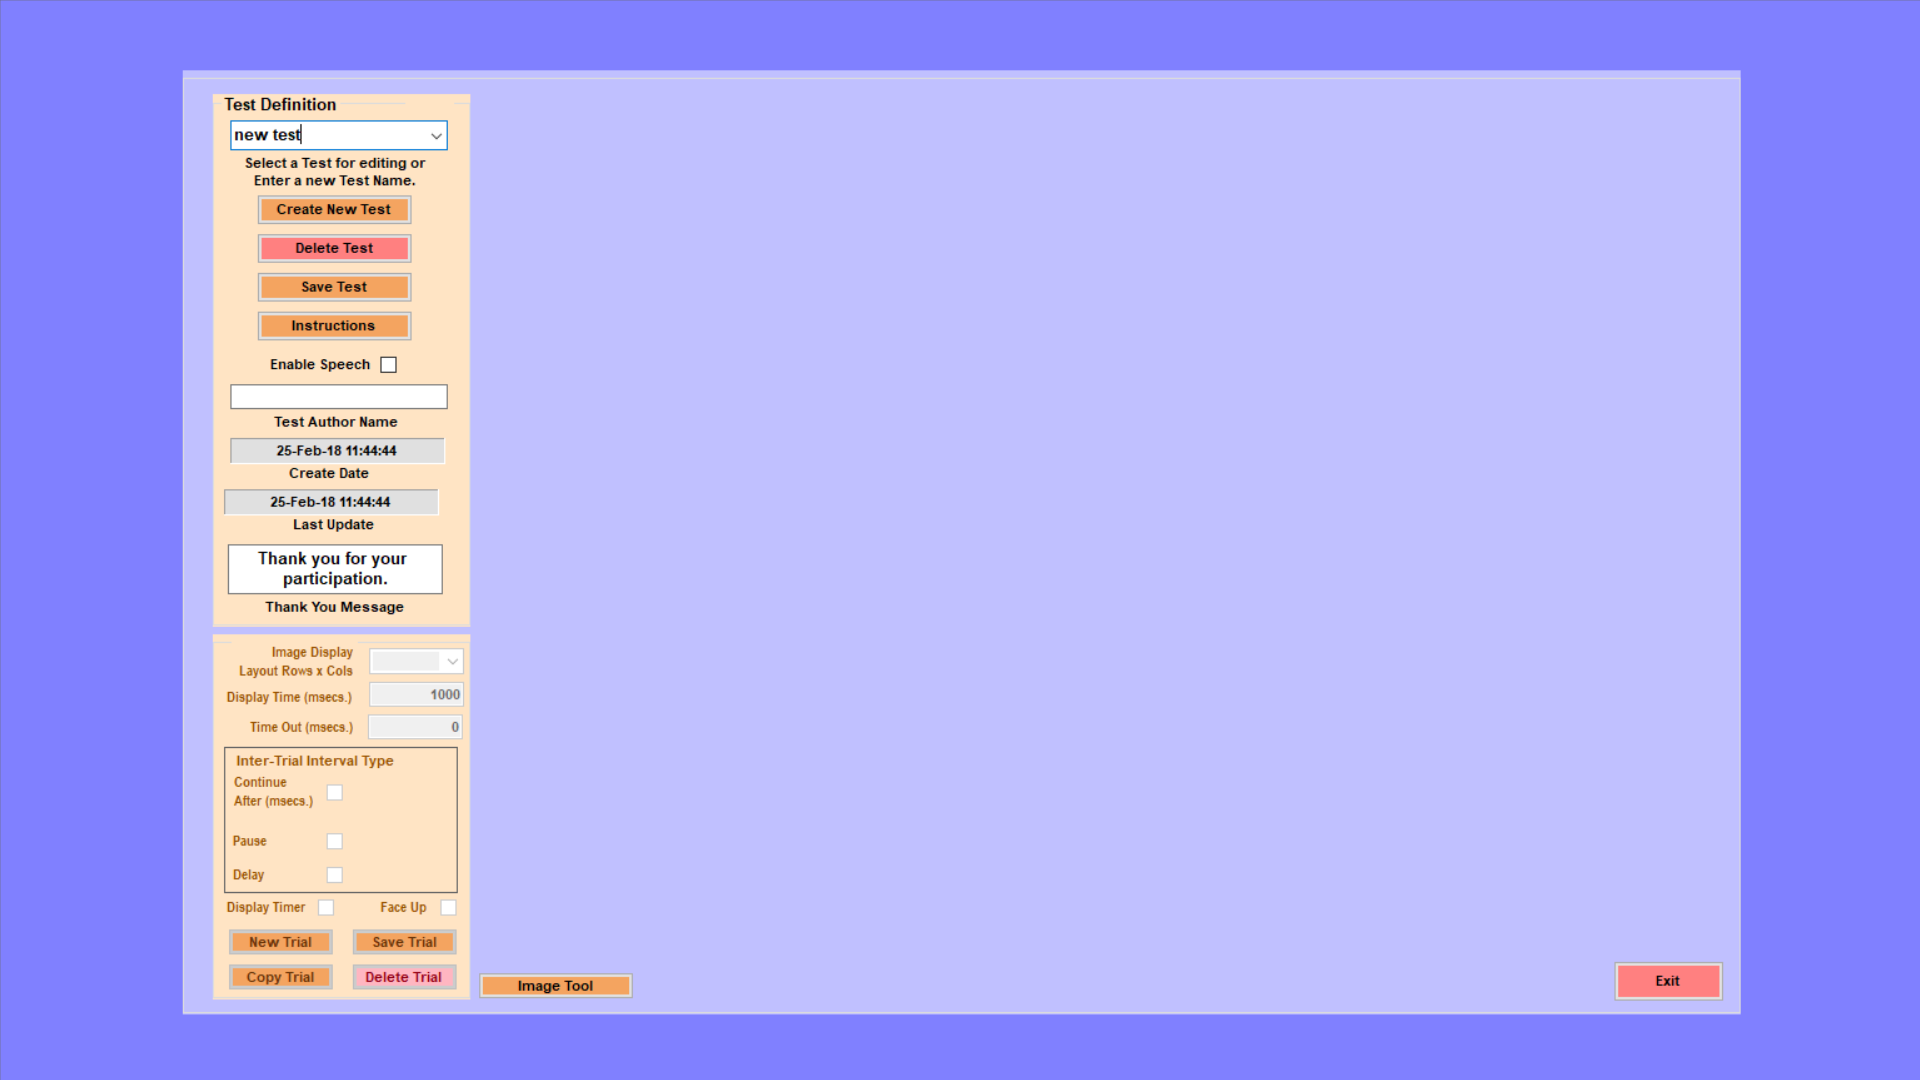 Test Definition
new test
Select a Test for editing or
Enter a new Test Name.
Create New Test
Delete Test
Save Test
Instructions
Enable Speech
Test Author Name
25-Feb-18 11:44:44
Create Date
25-Feb-18 11:44:44
Last Update
Thank you for your
participation.
Thank You Message
Image Display
Layout Rows x Cols
Display Time (msecs.) 1000
Time Out (msecs.) 0
Inter-Trial Interval Type
Continue
After (msecs.)
Pause
Delay
Display Timer Face Up
New Trial Save Trial
Copy Trial Delete Trial
Image Tool
Exit